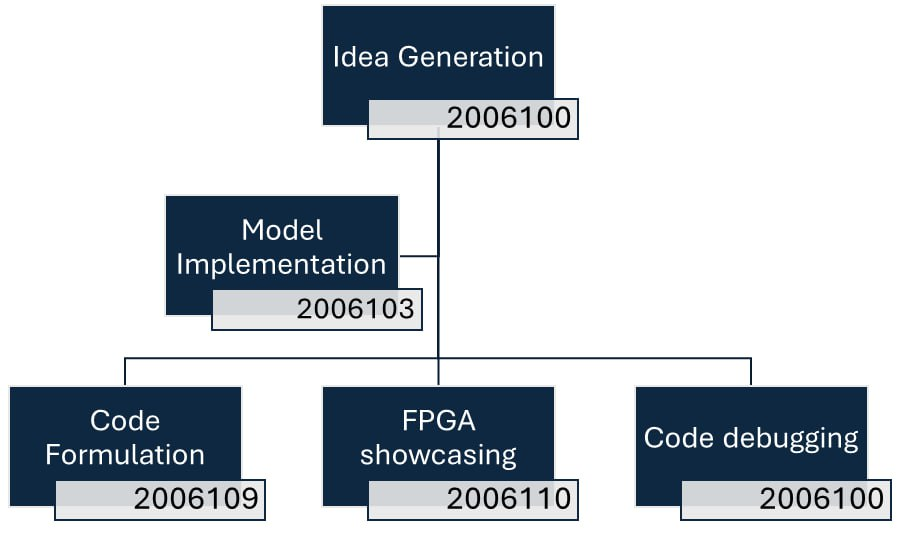 Idea Generation
2006100
Model
Implementation
2006103
Code
Formulation
2006109
FPGA
showcasing
2006110
Code debugging
2006100